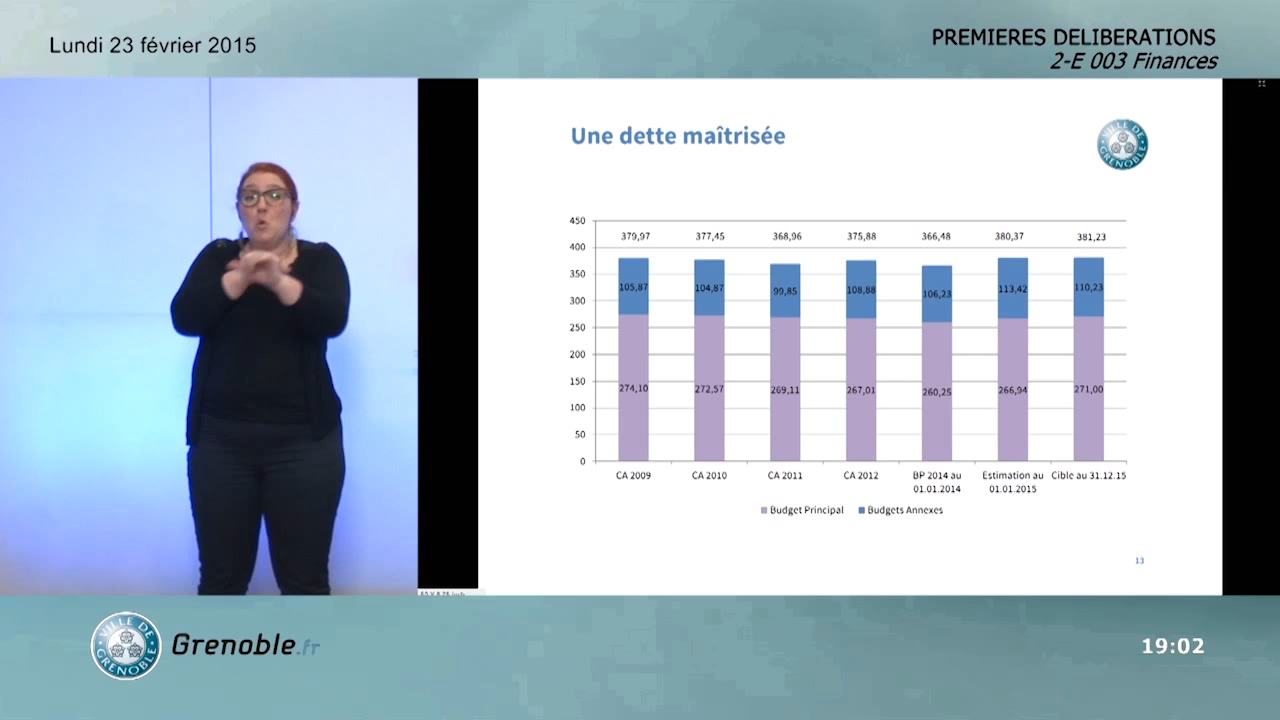 Lundi 23 février 2015
PREMIERES DELIBERATIONS
2-E 003 Finances
Une dette maîtrisée
VILLE DE GRENOBLE
450
400
350
300
250
200
150
100
50
0
379,97
377,45
368,96
375,88
366,48
380,37
381,23
105,87
104,87
99,85
108,88
106,23
113,42
110,23
274,10
272,57
269,11
267,01
260,25
266,94
271,00
CA 2009
CA 2010
CA 2011
CA 2012
BP 2014 au
01.01.2014
Estimation au
01.01.2015
Cible au 31.12.15
Budget Principal
Budgets Annexes
13
VILLE DE GRENOBLE
Grenoble.fr
19:02